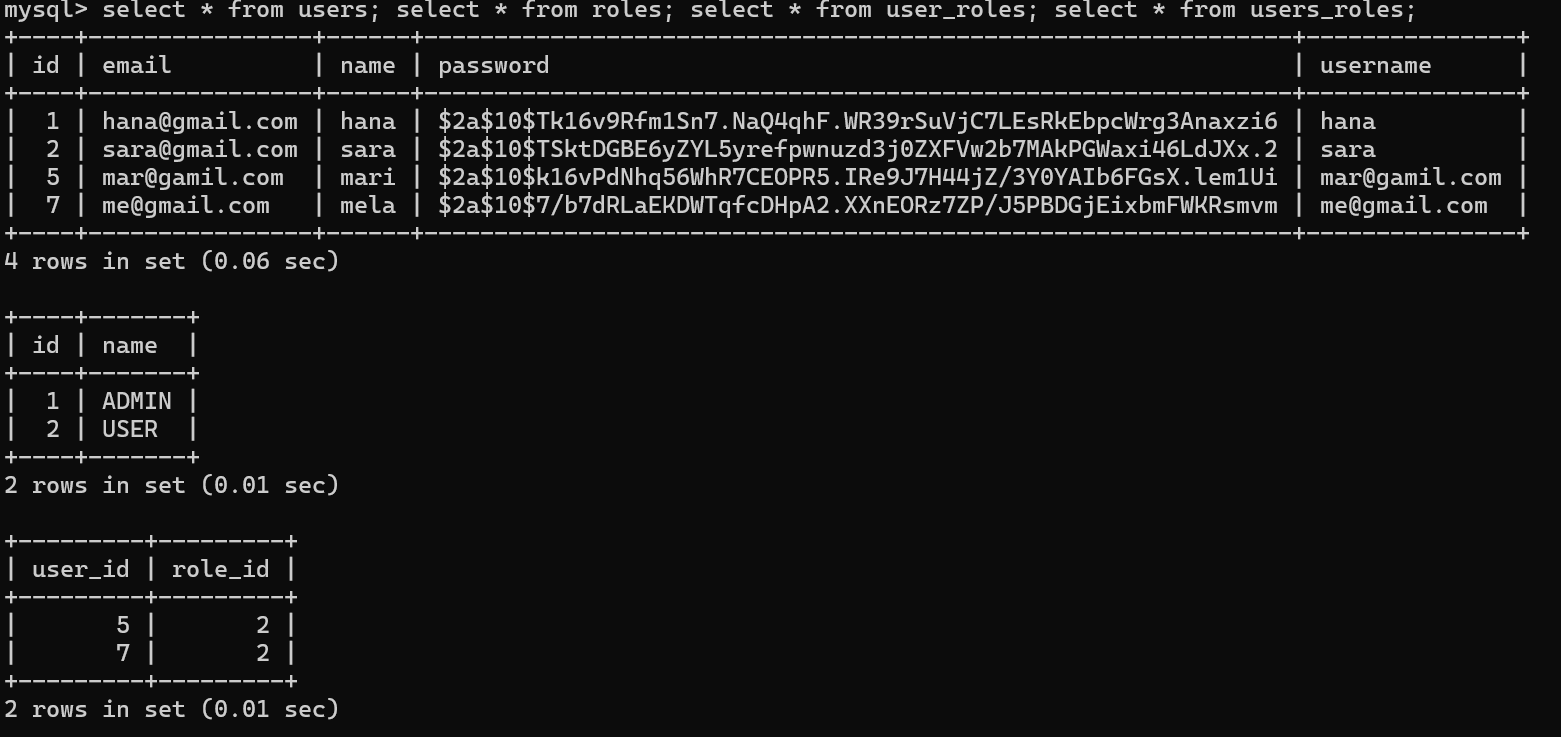 mysql> select * from users; select * from roles; select * from user_roles; select * from users_roles;
+----+----------------+------+--------------------------------------------------------------+---------------+
| id | email          | name | password                                                     | username      |
+----+----------------+------+--------------------------------------------------------------+---------------+
|  1 | hana@gmail.com | hana | $2a$10$Tk16v9Rfm1Sn7.NaQ4qhF.WR39rSuVjC7LEsRkEbpcWrg3Anaxzi6 | hana          |
|  2 | sara@gmail.com | sara | $2a$10$TSktDGBE6yZYL5yrefpwnuzd3j0ZXFVw2b7MAkPGWaxi46LdJXx.2 | sara          |
|  5 | mar@gamil.com  | mari | $2a$10$k16vPdNhq56WhR7CEOPR5.IRe9J7H44jZ/3Y0YAIb6FGsX.lem1Ui | mar@gamil.com |
|  7 | me@gmail.com   | mela | $2a$10$7/b7dRLaEKDWTqfcDHpA2.XXnEORz7ZP/J5PBDGjEixbmFWKRsmvm | me@gmail.com  |
+----+----------------+------+--------------------------------------------------------------+---------------+
4 rows in set (0.06 sec)
+----+-------+
| id | name  |
+----+-------+
|  1 | ADMIN |
|  2 | USER  |
+----+-------+
2 rows in set (0.01 sec)
+---------+---------+
| user_id | role_id |
+---------+---------+
|       5 |       2 |
|       7 |       2 |
+---------+---------+
2 rows in set (0.01 sec)